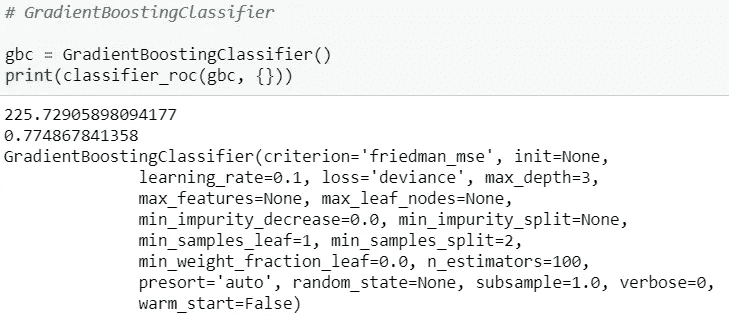 # GradientBoostingClassifier
gbc = GradientBoostingClassifier()
print(classifier_roc(gbc, {}))
225.72905898094177
0.774867841358
GradientBoostingClassifier(criterion='friedman_mse', init=None,
learning_rate=0.1, loss='deviance', max_depth=3,
max_features=None, max_leaf_nodes=None,
min_impurity_decrease=0.0, min_impurity_split=None,
min_samples_leaf=1, min_samples_split=2,
min_weight_fraction_leaf=0.0, n_estimators=100,
presort='auto', random_state=None, subsample=1.0, verbose=0,
warm_start=False)